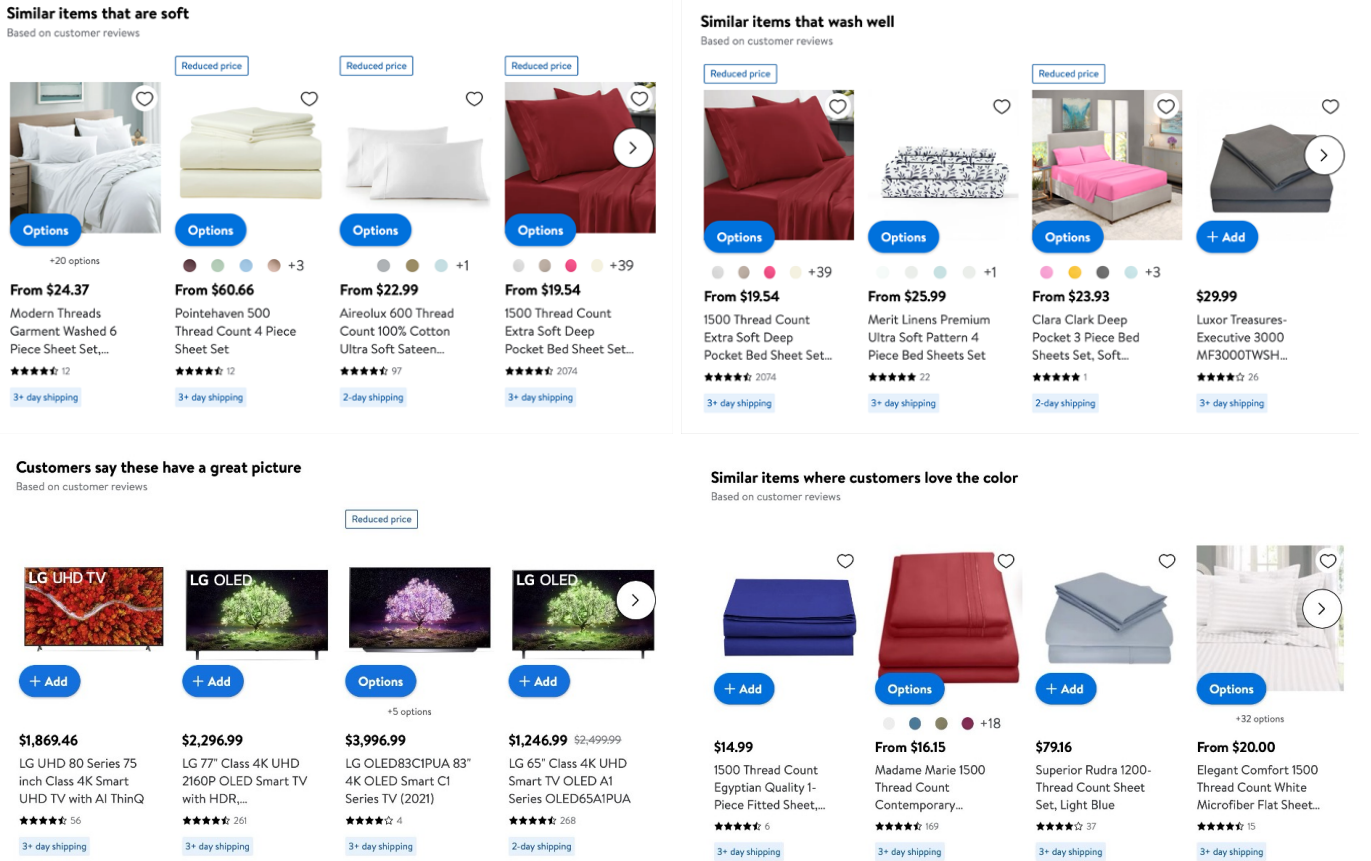 Similar items that are soft
Based on customer reviews
Reduced price
Reduced price
Reduced price
Options
Options
Options
Options
+20 options
+3
+1
+39
From $24.37
From $60.66
From $22.99
From $19.54
Modern Threads
Garment Washed 6
Piece Sheet Set,...
Pointehaven 500
Thread Count 4 Piece
Sheet Set
Aireolux 600 Thread
Count 100% Cotton
Ultra Soft Sateen...
1500 Thread Count
Extra Soft Deep
Pocket Bed Sheet Set...
12
12
97
2074
3+ day shipping
3+ day shipping
2-day shipping
3+ day shipping
Similar items that wash well
Based on customer reviews
Reduced price
Reduced price
Options
Options
Options
+ Add
+39
+1
+3
From $19.54
From $25.99
From $23.93
$29.99
1500 Thread Count
Extra Soft Deep
Pocket Bed Sheet Set...
Merit Linens Premium
Ultra Soft Pattern 4
Piece Bed Sheets Set
Clara Clark Deep
Pocket 3 Piece Bed
Sheets Set, Soft...
Luxor Treasures-
Executive 3000
MF3000TWSH...
2074
22
1
26
3+ day shipping
3+ day shipping
2-day shipping
3+ day shipping
Customers say these have a great picture
Based on customer reviews
Reduced price
LG UHD TV
LG OLED
LG OLED
+ Add
+ Add
Options
+ Add
+5 options
$1,869.46
$2,296.99
$3,996.99
$1,246.99 $2,499.99
LG UHD 80 Series 75
inch Class 4K Smart
UHD TV with AI ThinQ
LG 77" Class 4K UHD
2160P OLED Smart TV
with HDR,...
LG OLED83C1PUA 83"
4K OLED Smart C1
Series TV (2021)
LG 65" Class 4K UHD
Smart TV OLED A1
Series OLED65A1PUA
56
261
4
268
3+ day shipping
3+ day shipping
3+ day shipping
2-day shipping
Similar items where customers love the color
Based on customer reviews
+ Add
Options
+ Add
Options
+18
+32 options
$14.99
From $16.15
$79.16
From $20.00
1500 Thread Count
Egyptian Quality 1-
Piece Fitted Sheet,...
Madame Marie 1500
Thread Count
Contemporary...
Superior Rudra 1200-
Thread Count Sheet
Set, Light Blue
Elegant Comfort 1500
Thread Count White
Microfiber Flat Sheet...
6
169
37
15
3+ day shipping
3+ day shipping
3+ day shipping
3+ day shipping